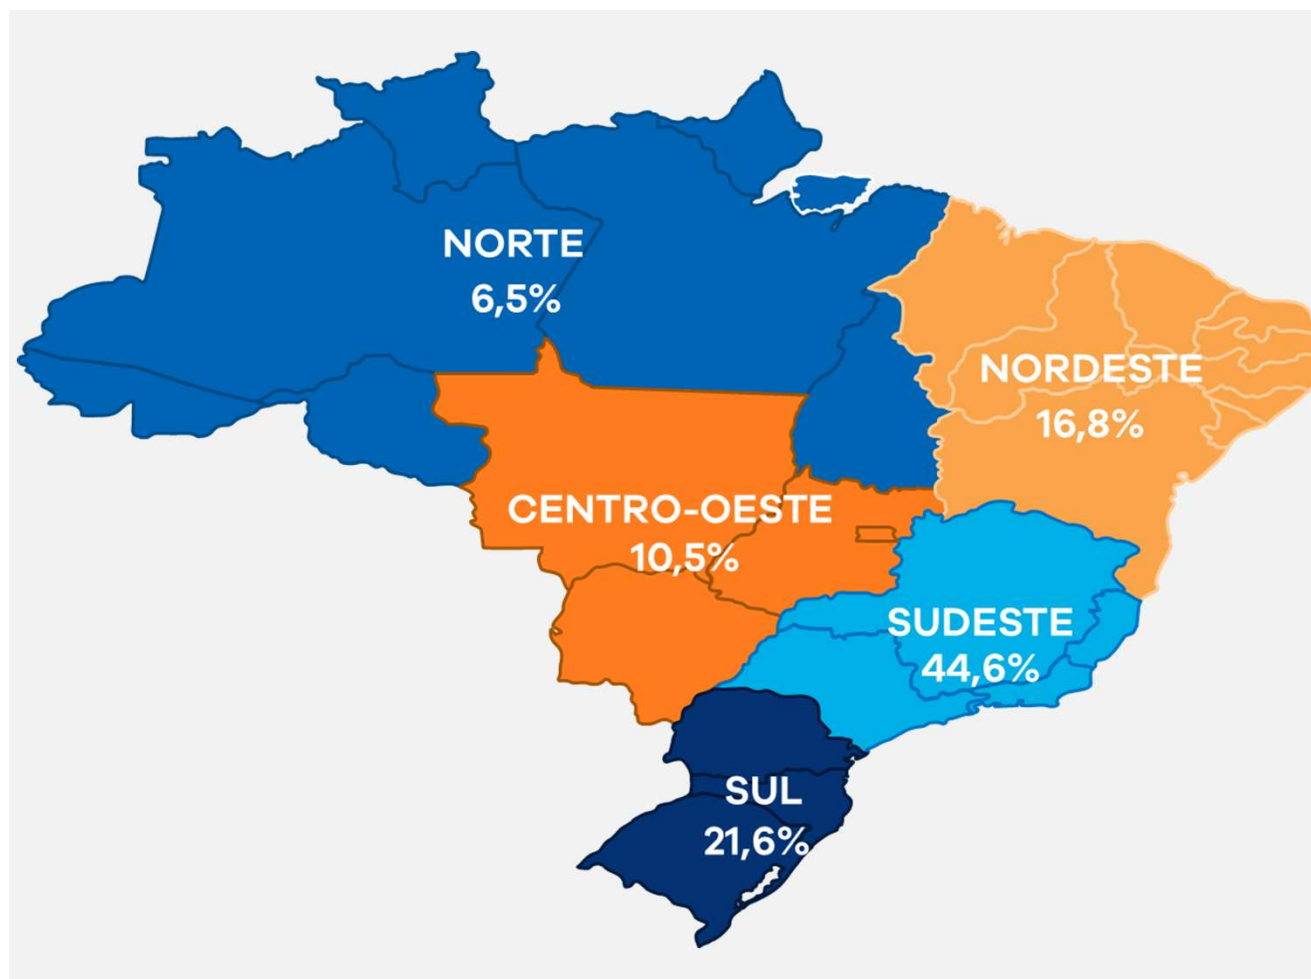 NORTE
6,5%
NORDESTE
16,8%
CENTRO-OESTE
10,5%
SUDESTE
44,6%
SUL
21,6%